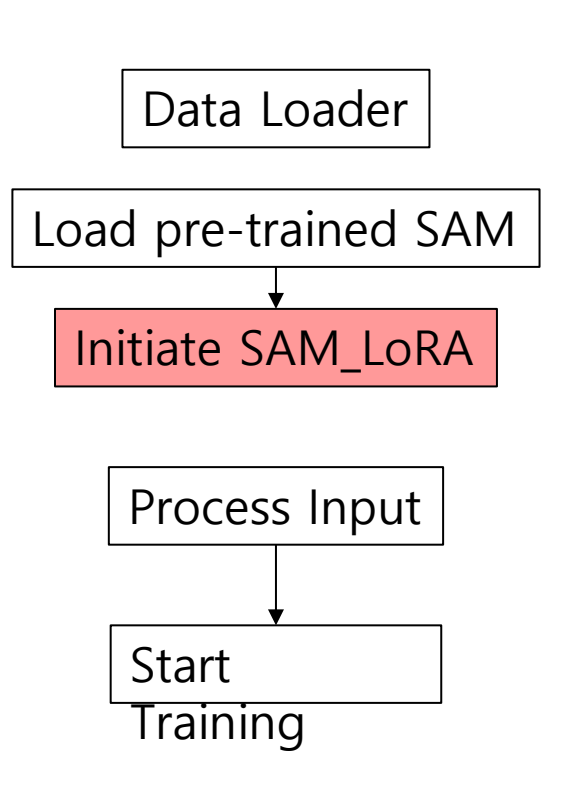 Data Loader
Load pre-trained SAM
Initiate SAM_LoRA
Process Input
Start
Training